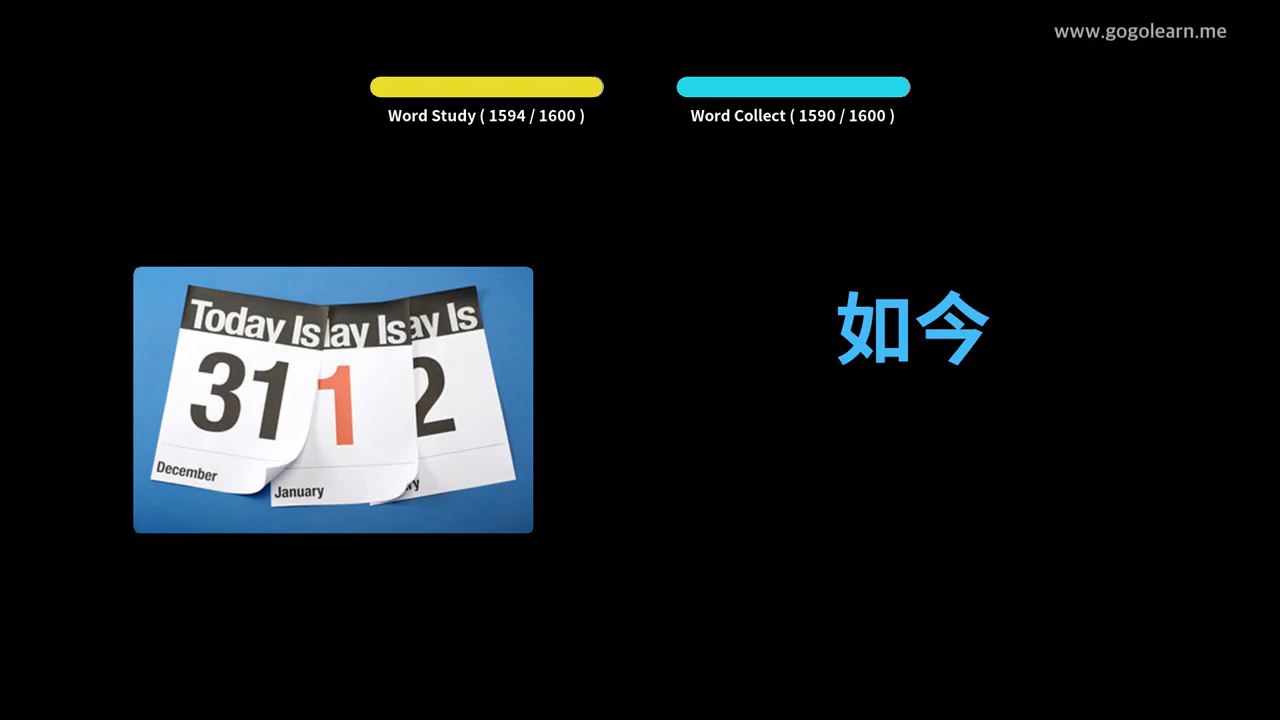 www.gogolearn.me
Word Study ( 1594 / 1600 )
Word Collect ( 1590 / 1600 )
Today Is
ay Is
ay Is
31
1
2
December
January
ry
如今